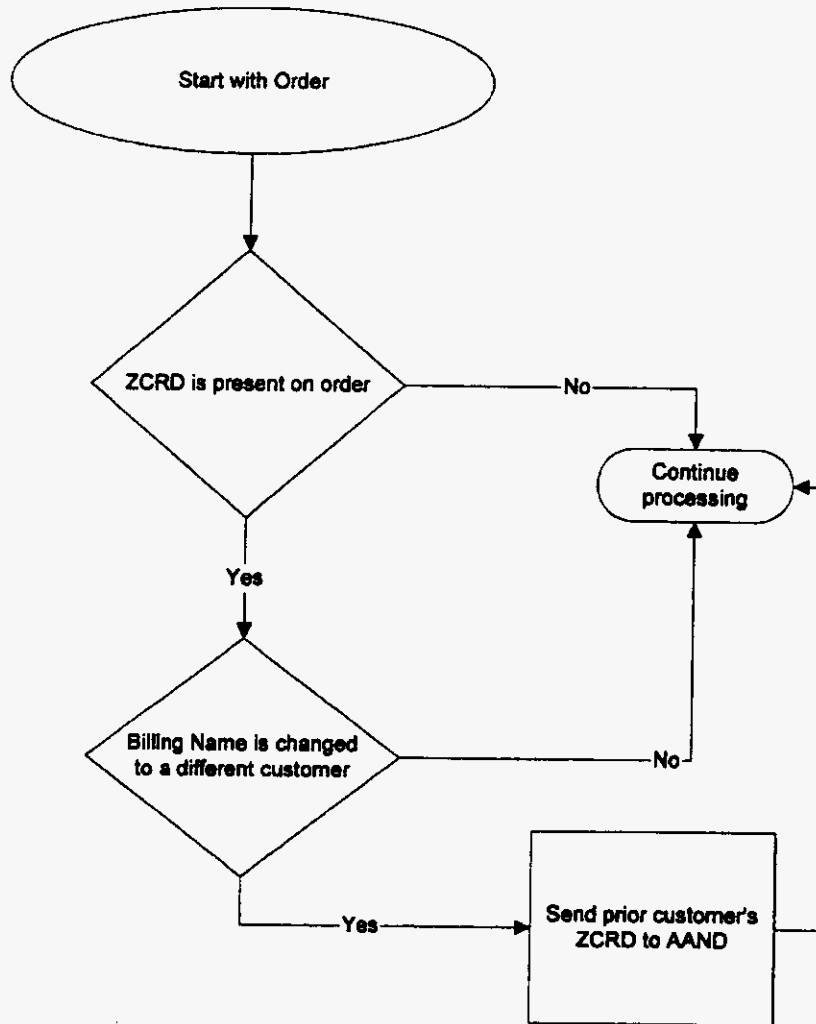 Start with Order
ZCRD is present on order
No
Continue
processing
Yes
Billing Name is changed
to a different customer
No
Yes
Send prior customer's
ZCRD to AAND